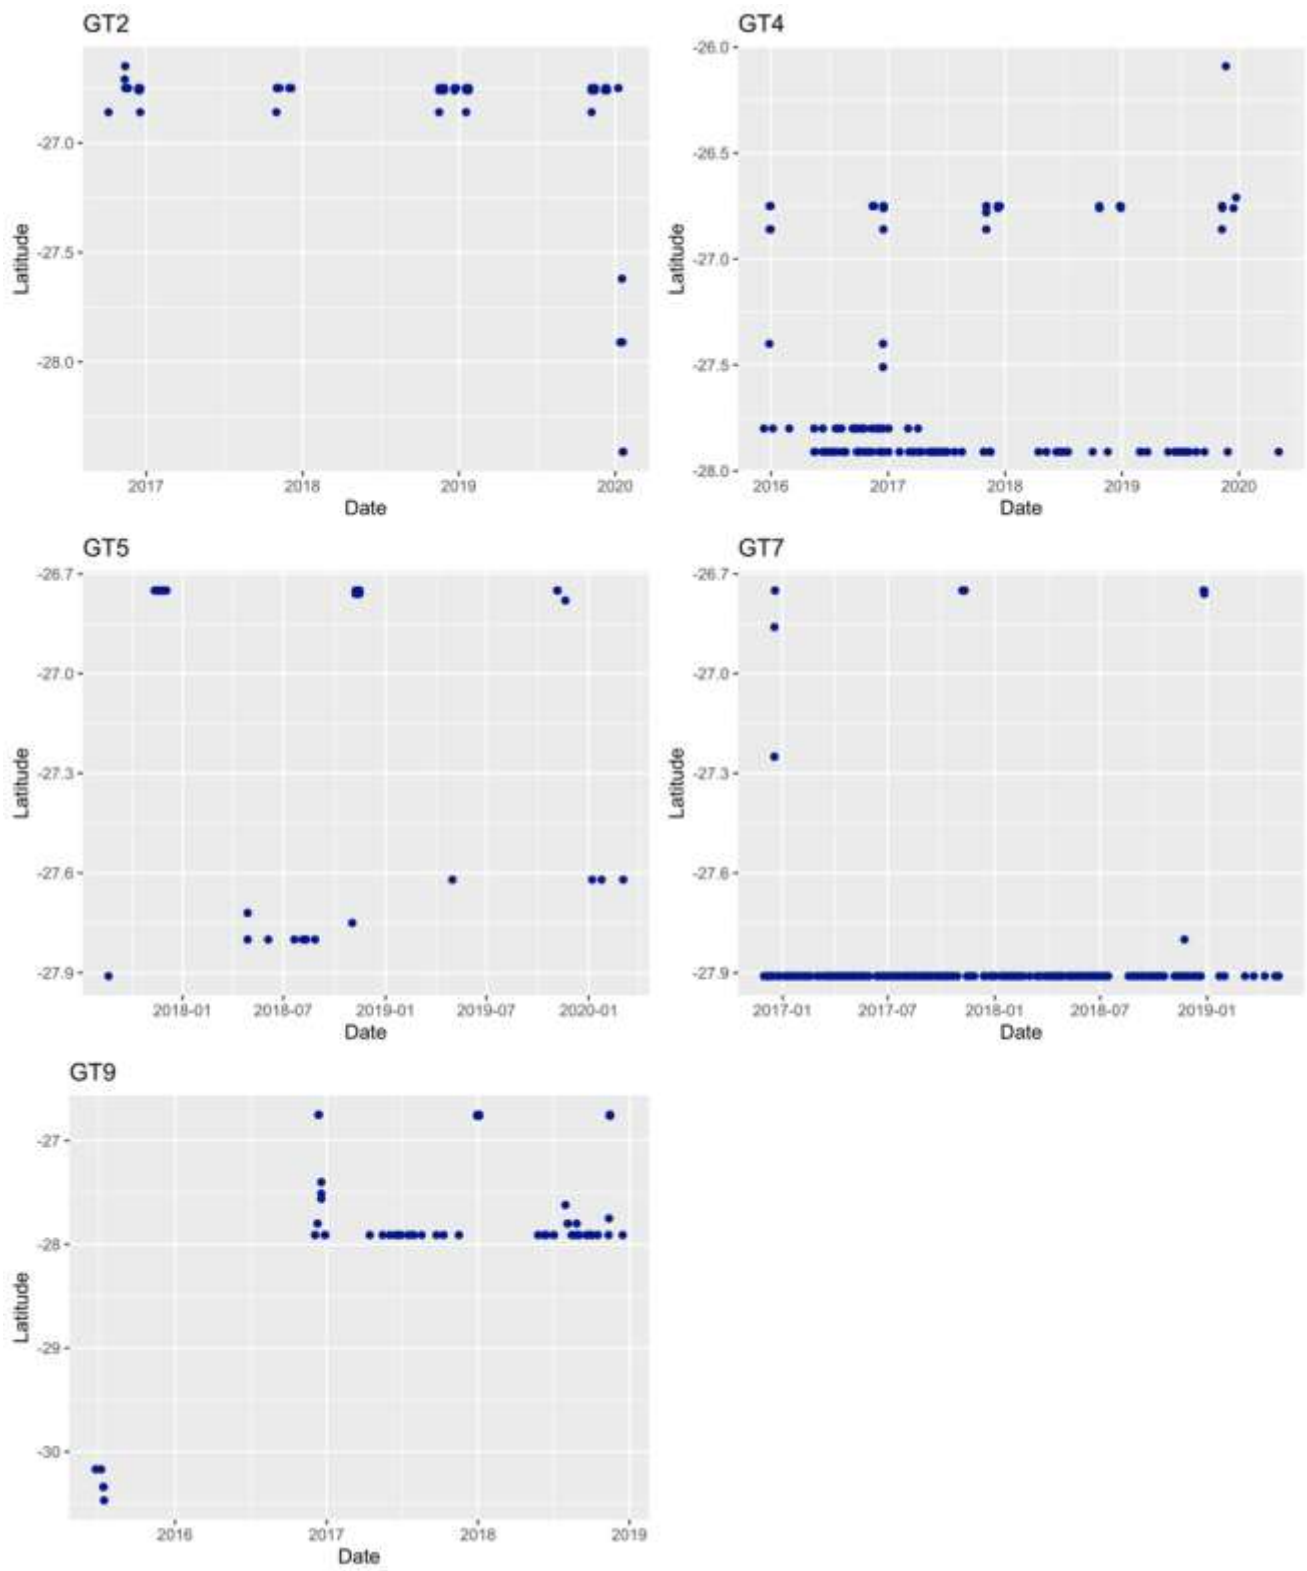 GT2
-27.0
-27.5
-28.0
Latitude
2017 2018 2019 2020
Date
GT4
-26.0
-26.5
-27.0
-27.5
-28.0
Latitude
2016 2017 2018 2019 2020
Date
GT5
-26.7
-27.0
-27.3
-27.6
-27.9
Latitude
2018-01 2018-07 2019-01 2019-07 2020-01
Date
GT7
-26.7
-27.0
-27.3
-27.6
-27.9
Latitude
2017-01 2017-07 2018-01 2018-07 2019-01
Date
GT9
-27
-28
-29
-30
Latitude
2016 2017 2018 2019
Date